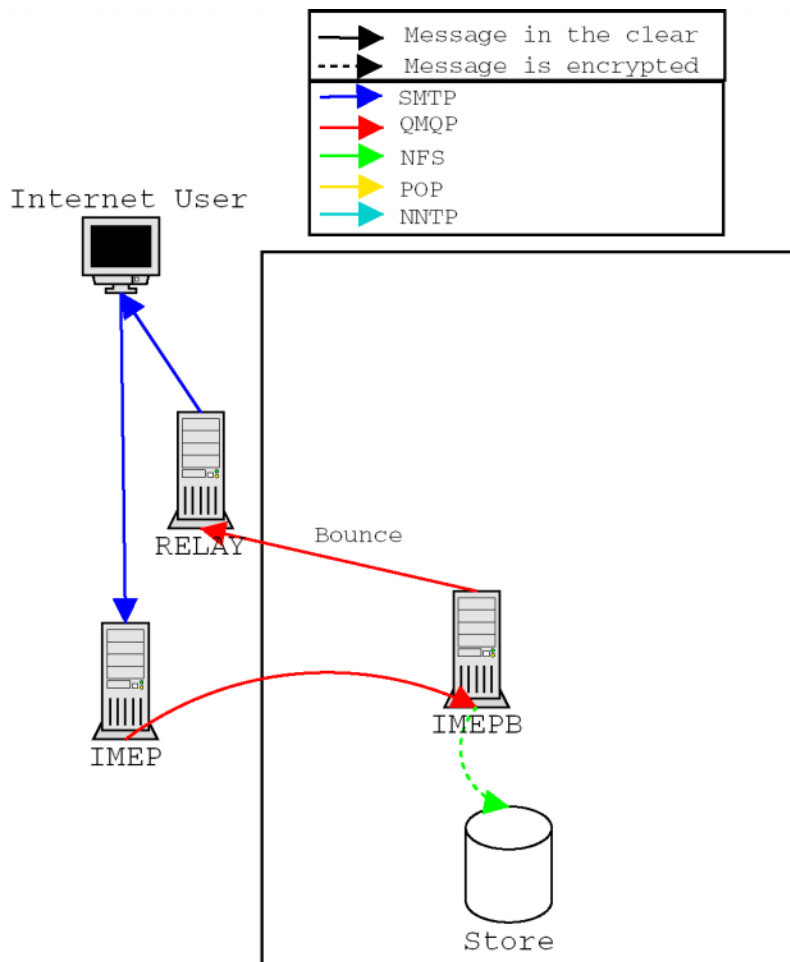 Message in the clear
Message is encrypted
SMTP
QMQP
NFS
POP
NNTP
Internet User
RELAY
Bounce
IMEP
IMEPB
Store